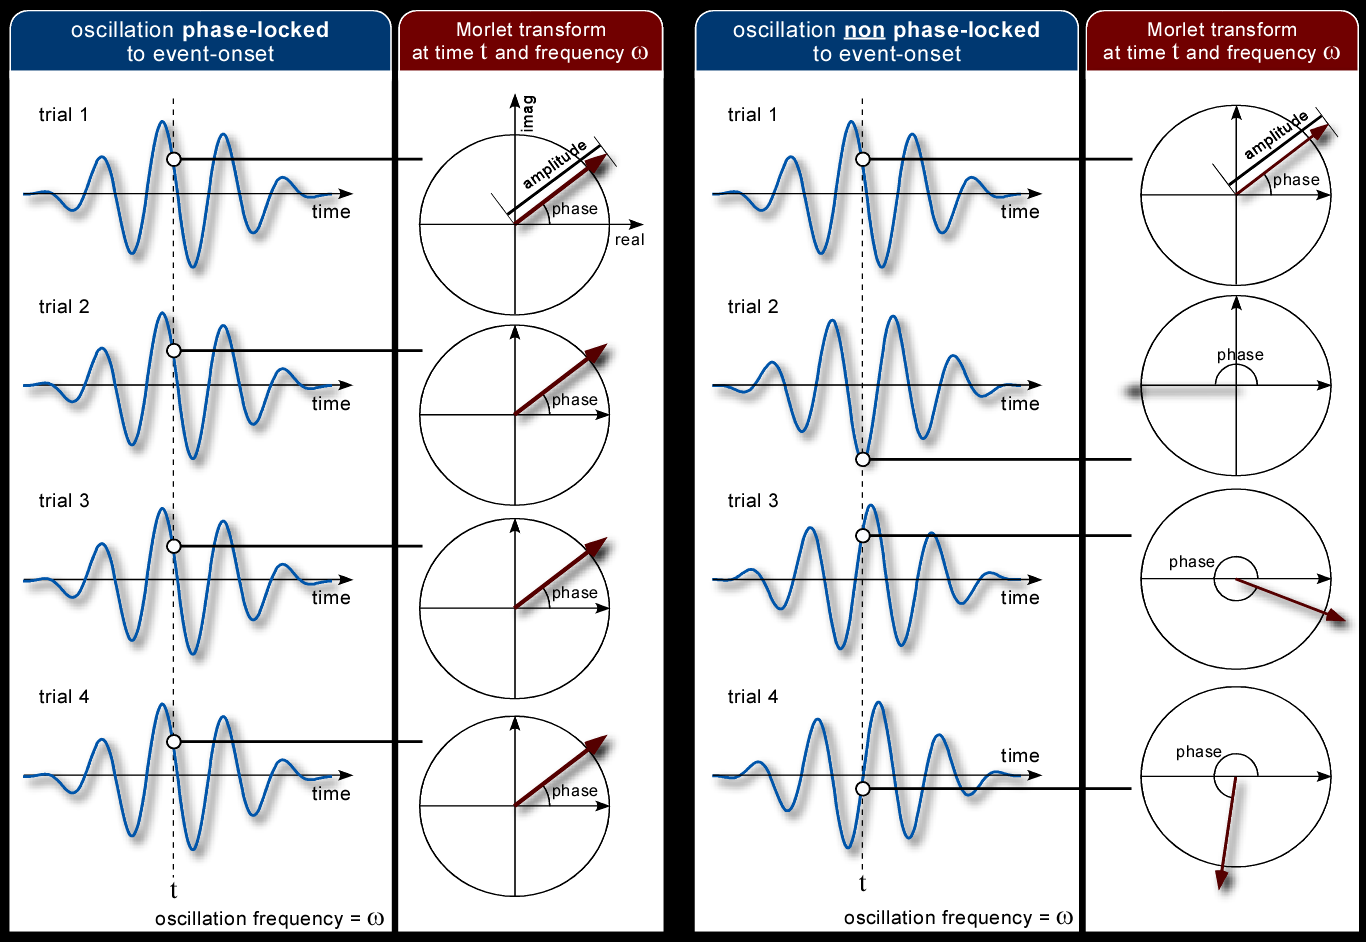 oscillation phase-locked
to event-onset
Morlet transform
at time t and frequency ω
trial 1
time
imag
amplitude
phase
real
trial 2
time
phase
trial 3
time
phase
trial 4
time
phase
t
oscillation frequency = ω
oscillation non phase-locked
to event-onset
Morlet transform
at time t and frequency ω
trial 1
time
amplitude
phase
trial 2
time
phase
trial 3
time
phase
trial 4
time
phase
t
oscillation frequency = ω